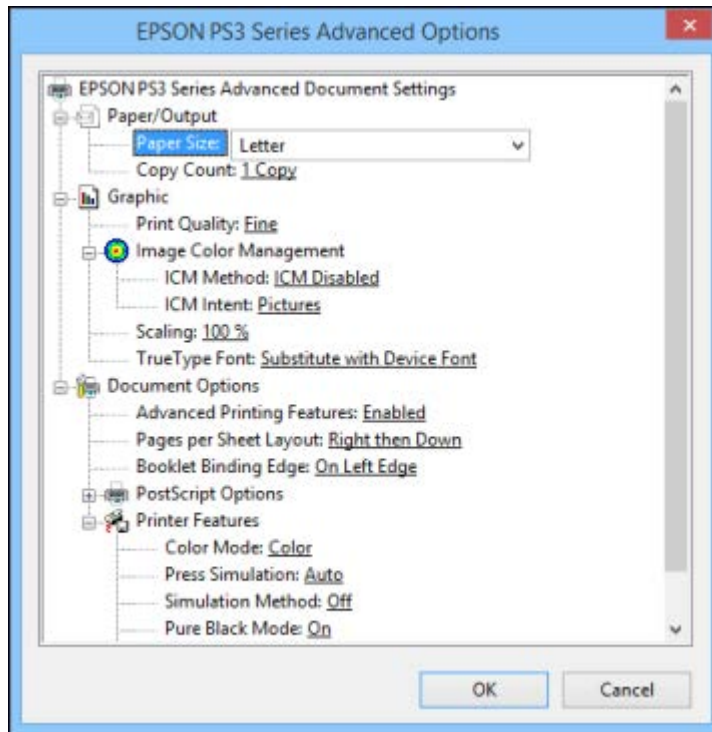 EPSON PS3 Series Advanced Options
EPSON PS3 Series Advanced Document Settings
Paper/Output
Paper Size: Letter
Copy Count: 1 Copy
Graphic
Print Quality: Fine
Image Color Management
ICM Method: ICM Disabled
ICM Intent: Pictures
Scaling: 100 %
TrueType Font: Substitute with Device Font
Document Options
Advanced Printing Features: Enabled
Pages per Sheet Layout: Right then Down
Booklet Binding Edge: On Left Edge
PostScript Options
Printer Features
Color Mode: Color
Press Simulation: Auto
Simulation Method: Off
Pure Black Mode: On
OK Cancel